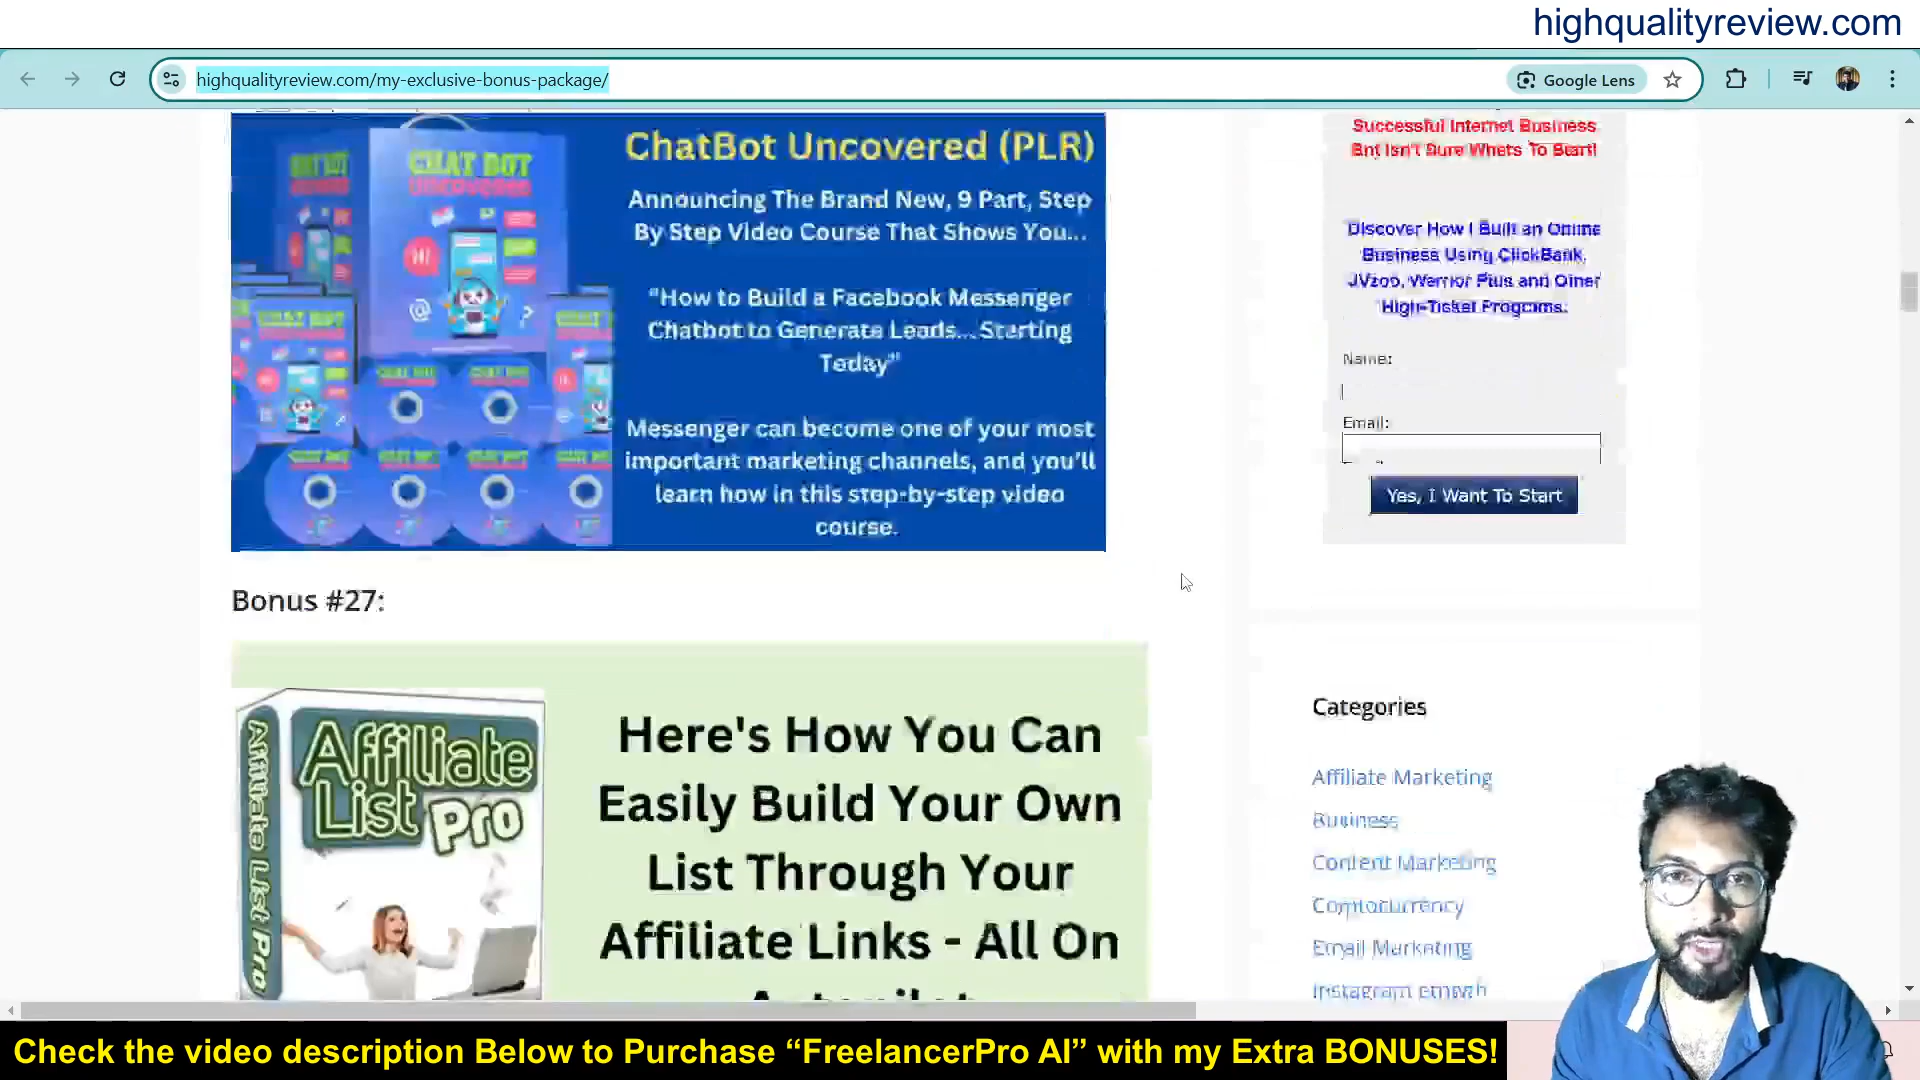 highqualityreview.com
highqualityreview.com/my-exclusive-bonus-package/
Google Lens
CHAT BOT
UNCOVERED
ChatBot Uncovered (PLR)
Announcing The Brand New, 9 Part, Step
By Step Video Course That Shows You...
"How to Build a Facebook Messenger
Chatbot to Generate Leads... Starting
Today"
Messenger can become one of your most
important marketing channels, and you'll
learn how in this step-by-step video
course.
Successful Internet Business
Discover How I Built an Online
Business Using ClickBank,
JVzoo, Warrior Plus and Other
High-Ticket Programs.
Name:
Email:
Yes, I Want To Start
Bonus #27:
Affiliate List Pro
Affiliate
List Pro
Here's How You Can
Easily Build Your Own
List Through Your
Affiliate Links - All On
Categories
Affiliate Marketing
Business
Content Marketing
Cryptocurrency
Email Marketing
Instagram Growth
Check the video description Below to Purchase “FreelancerPro AI” with my Extra BONUSES!